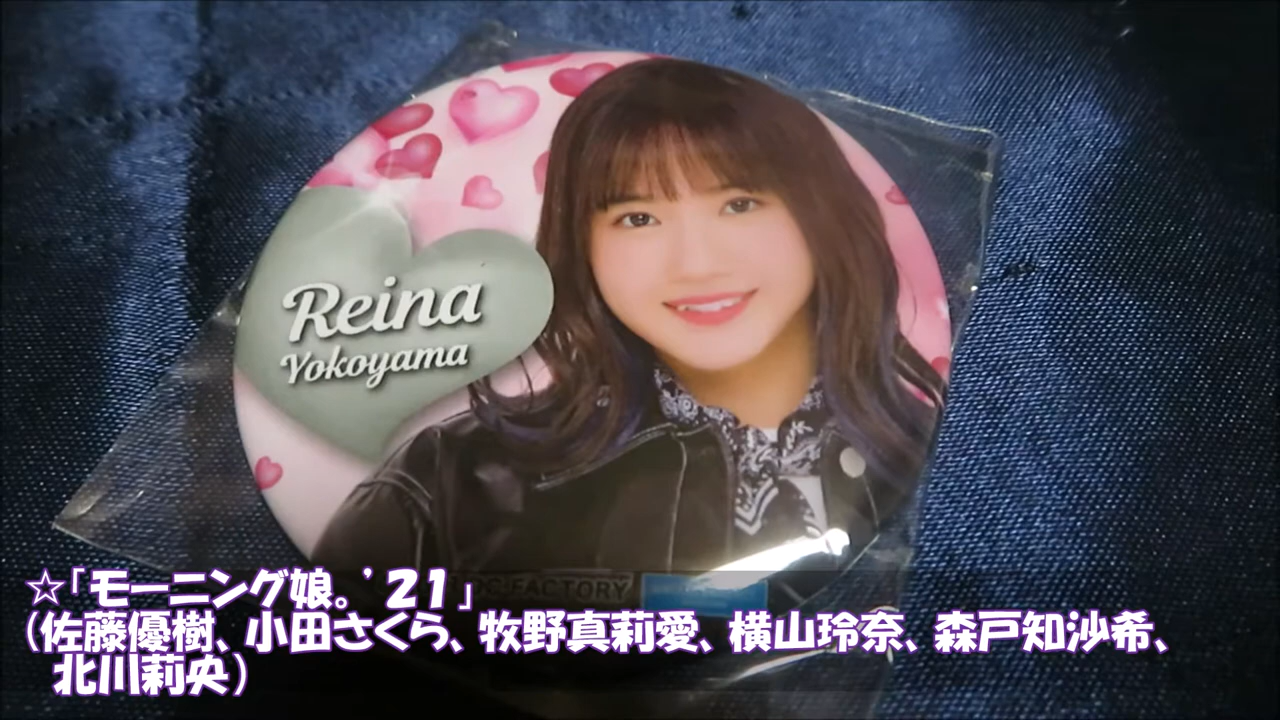 Reina
Yokoyama
FACTORY
☆「モーニング娘。’21」
(佐藤優樹、小田さくら、牧野真莉愛、横山玲奈、森戸知沙希、
北川莉央)